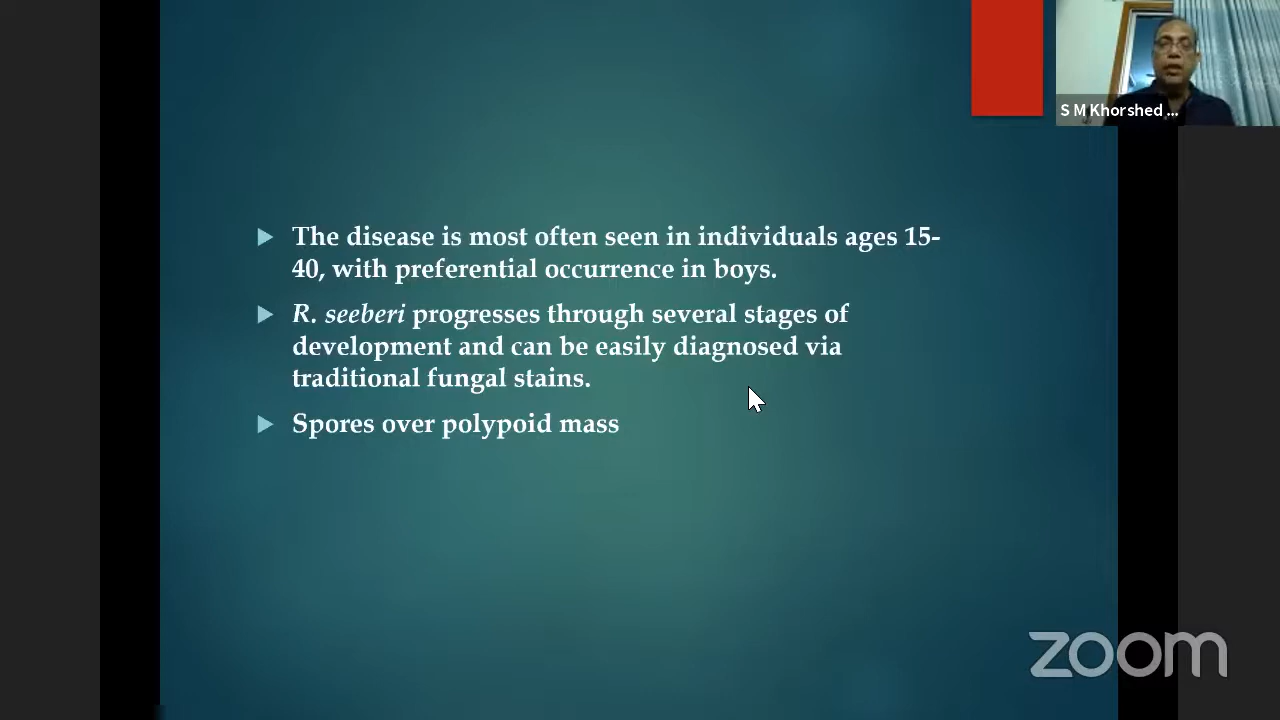 S M Khorshed ...
The disease is most often seen in individuals ages 15-
40, with preferential occurrence in boys.
R. seeberi progresses through several stages of
development and can be easily diagnosed via
traditional fungal stains.
Spores over polypoid mass
zoom